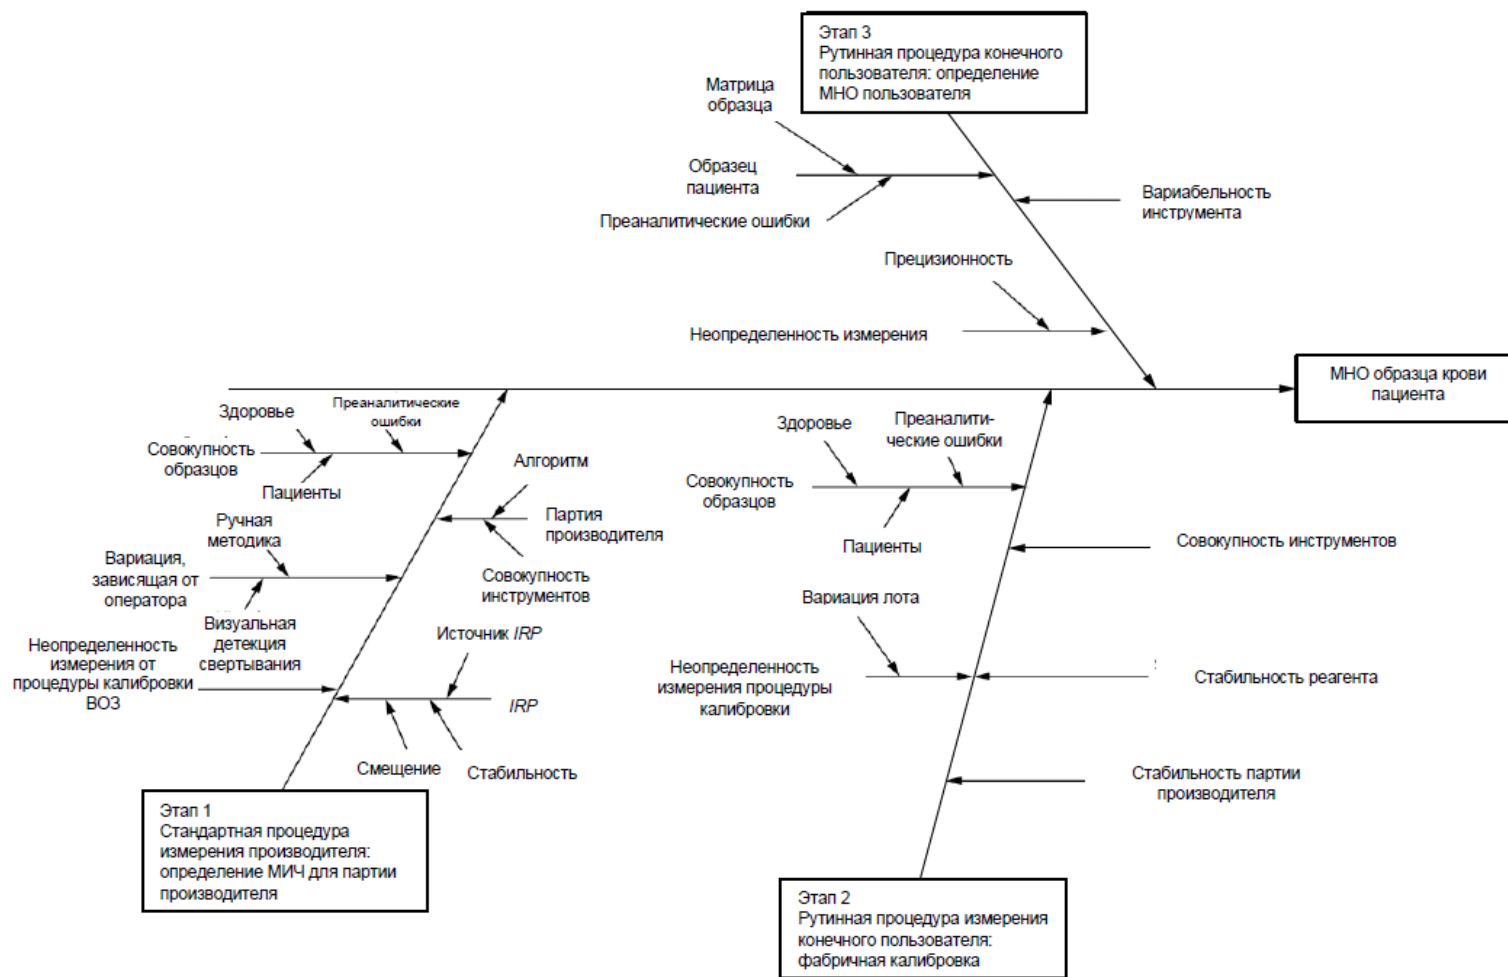 Этап 3
Рутинная процедура конечного
пользователя: определение
МНО пользователя
Матрица
образца
Образец
пациента
Преаналитические ошибки
Вариабельность
инструмента
Прецизионность
Неопределенность измерения
МНО образца крови
пациента
Здоровье
Преаналитические
ошибки
Совокупность
образцов
Пациенты
Алгоритм
Партия
производителя
Совокупность
инструментов
Ручная
методика
Вариация,
зависящая от
оператора
Визуальная
детекция
свертывания
Неопределенность
измерения от
процедуры калибровки
ВОЗ
Источник IRP
IRP
Смещение
Стабильность
Этап 1
Стандартная процедура
измерения производителя:
определение МИЧ для партии
производителя
Здоровье
Преаналити-
ческие ошибки
Совокупность
образцов
Пациенты
Совокупность инструментов
Вариация лота
Неопределенность
измерения процедуры
калибровки
Стабильность реагента
Стабильность партии
производителя
Этап 2
Рутинная процедура измерения
конечного пользователя:
фабричная калибровка